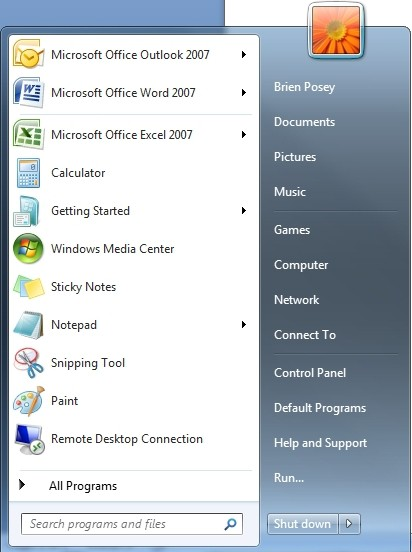 Microsoft Office Outlook 2007
Microsoft Office Word 2007
Microsoft Office Excel 2007
Calculator
Getting Started
Windows Media Center
Sticky Notes
Notepad
Snipping Tool
Paint
Remote Desktop Connection
All Programs
Search programs and files
Brien Posey
Documents
Pictures
Music
Games
Computer
Network
Connect To
Control Panel
Default Programs
Help and Support
Run...
Shut down